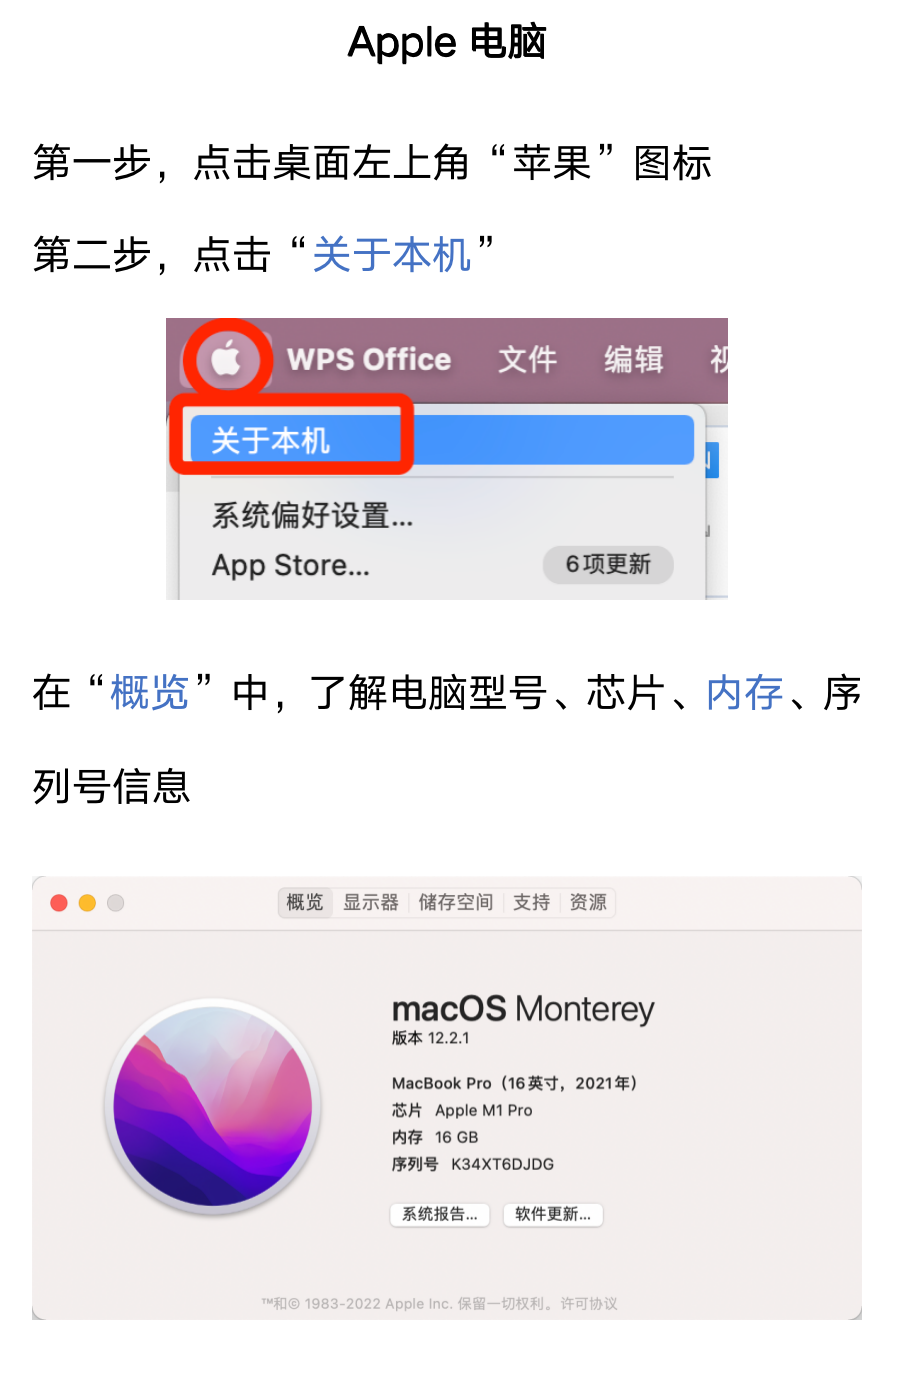 Apple 电脑
第一步，点击桌面左上角“苹果”图标
第二步，点击“关于本机”
WPS Office 文件 编辑
关于本机
系统偏好设置...
App Store... 6项更新
在“概览”中，了解电脑型号、芯片、内存、序
列号信息
概览 显示器 储存空间 支持 资源
macOS Monterey
版本 12.2.1
MacBook Pro（16英寸，2021年）
芯片 Apple M1 Pro
内存 16 GB
序列号 K34XT6DJDG
系统报告... 软件更新...
™和© 1983-2022 Apple Inc. 保留一切权利。许可协议